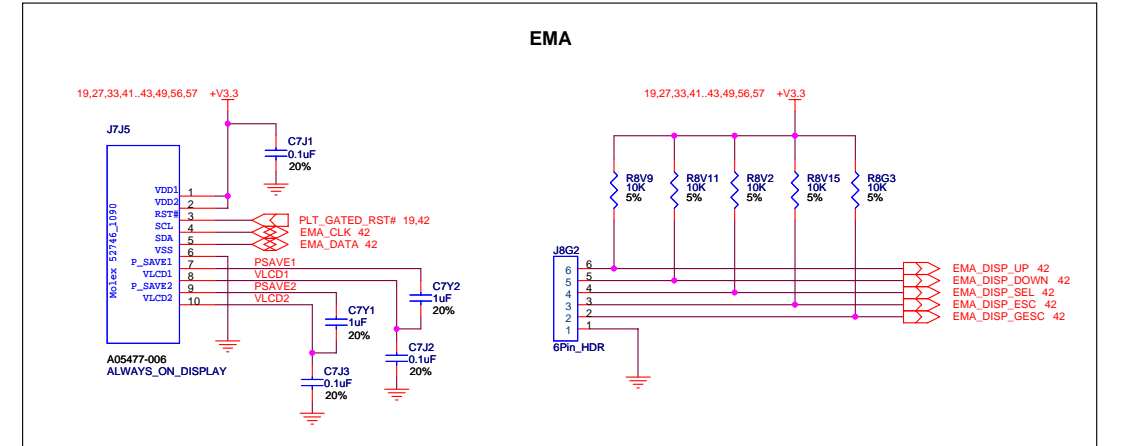 EMA
19,27,33,41..43,49,56,57 +V3.3
J7J5
C7J1
0.1uF
20%
Molex 52746_1090
VDD1 1
VDD2 2
RST# 3
SCL 4
SDA 5
VSS 6
P_SAVE1 7
VLCD1 8
P_SAVE2 9
VLCD2 10
PLT_GATED_RST# 19,42
EMA_CLK 42
EMA_DATA 42
PSAVE1
VLCD1
PSAVE2
VLCD2
C7Y2
1uF
20%
C7Y1
1uF
20%
C7J2
0.1uF
20%
C7J3
0.1uF
20%
A05477-006
ALWAYS_ON_DISPLAY
19,27,33,41..43,49,56,57 +V3.3
R8V9
10K
5%
R8V11
10K
5%
R8V2
10K
5%
R8V15
10K
5%
R8G3
10K
5%
J8G2
6 6
5 5
4 4
3 3
2 2
1 1
6Pin_HDR
EMA_DISP_UP 42
EMA_DISP_DOWN 42
EMA_DISP_SEL 42
EMA_DISP_ESC 42
EMA_DISP_GESC 42